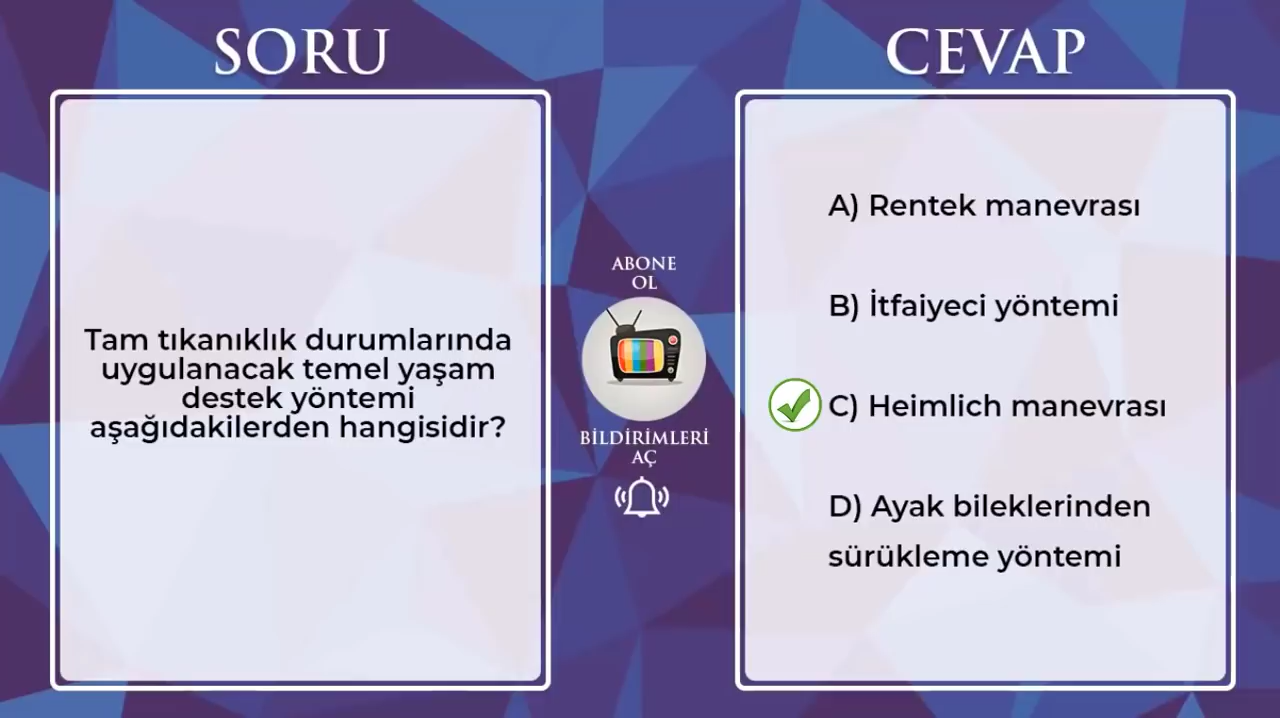 SORU
Tam tıkanıklık durumlarında
uygulanacak temel yaşam
destek yöntemi
aşağıdakilerden hangisidir?
ABONE
OL
BİLDİRİMLERİ
AÇ
CEVAP
A) Rentek manevrası
B) İtfaiyeci yöntemi
C) Heimlich manevrası
D) Ayak bileklerinden
sürükleme yöntemi